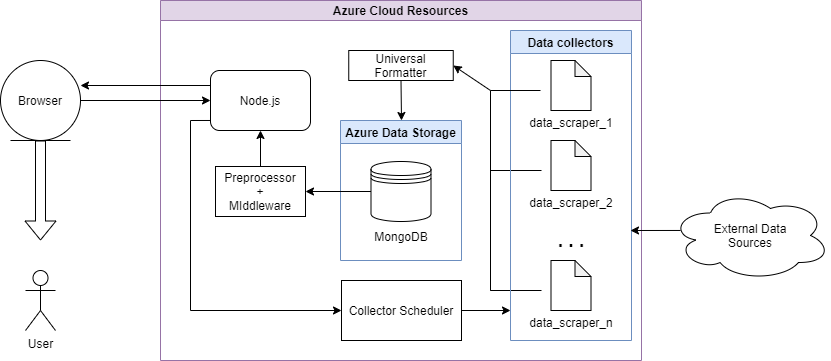 Azure Cloud Resources
Data collectors
Universal
Formatter
Browser
Node.js
data_scraper_1
Azure Data Storage
Preprocessor
+
MIddleware
data_scraper_2
MongoDB
External Data
Sources
. . .
Collector Scheduler
data_scraper_n
User